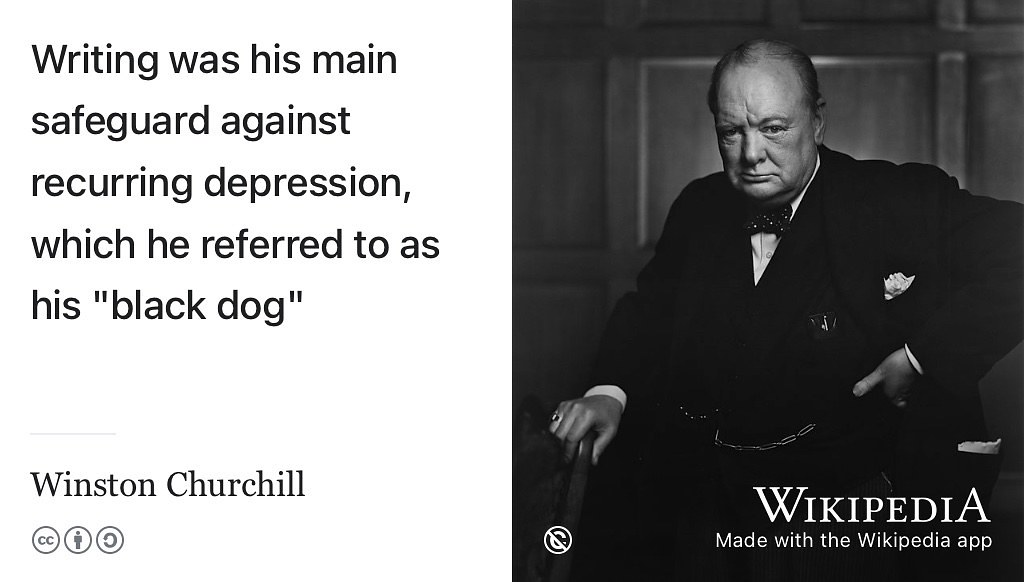 Writing was his main
safeguard against
recurring depression,
which he referred to as
his "black dog"
Winston Churchill
cc
WIKIPEDIA
Made with the Wikipedia app